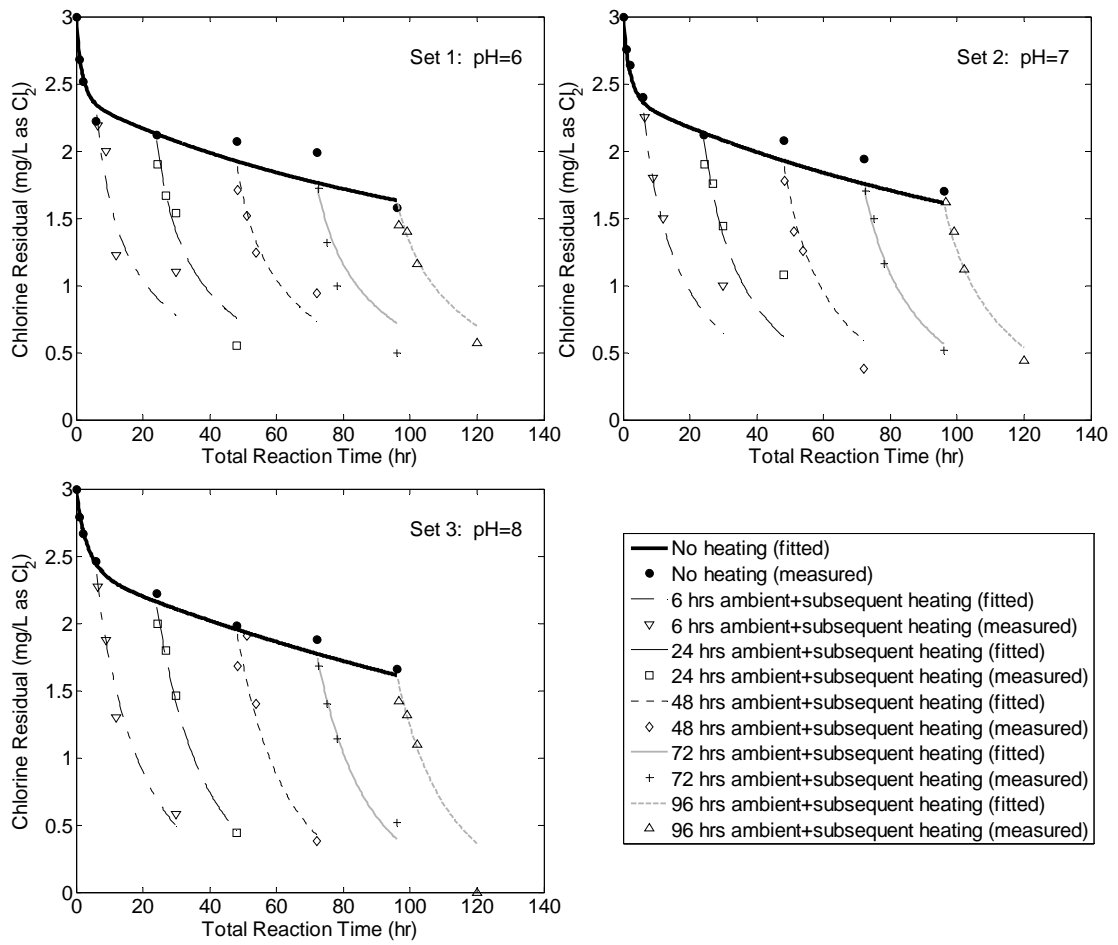 Set 1: pH=6
Chlorine Residual (mg/L as Cl2)
3
2.5
2
1.5
1
0.5
0
0 20 40 60 80 100 120 140
Total Reaction Time (hr)
Set 2: pH=7
Chlorine Residual (mg/L as Cl2)
3
2.5
2
1.5
1
0.5
0
0 20 40 60 80 100 120 140
Total Reaction Time (hr)
Set 3: pH=8
Chlorine Residual (mg/L as Cl2)
3
2.5
2
1.5
1
0.5
0
0 20 40 60 80 100 120 140
Total Reaction Time (hr)
No heating (fitted)
No heating (measured)
6 hrs ambient+subsequent heating (fitted)
6 hrs ambient+subsequent heating (measured)
24 hrs ambient+subsequent heating (fitted)
24 hrs ambient+subsequent heating (measured)
48 hrs ambient+subsequent heating (fitted)
48 hrs ambient+subsequent heating (measured)
72 hrs ambient+subsequent heating (fitted)
72 hrs ambient+subsequent heating (measured)
96 hrs ambient+subsequent heating (fitted)
96 hrs ambient+subsequent heating (measured)